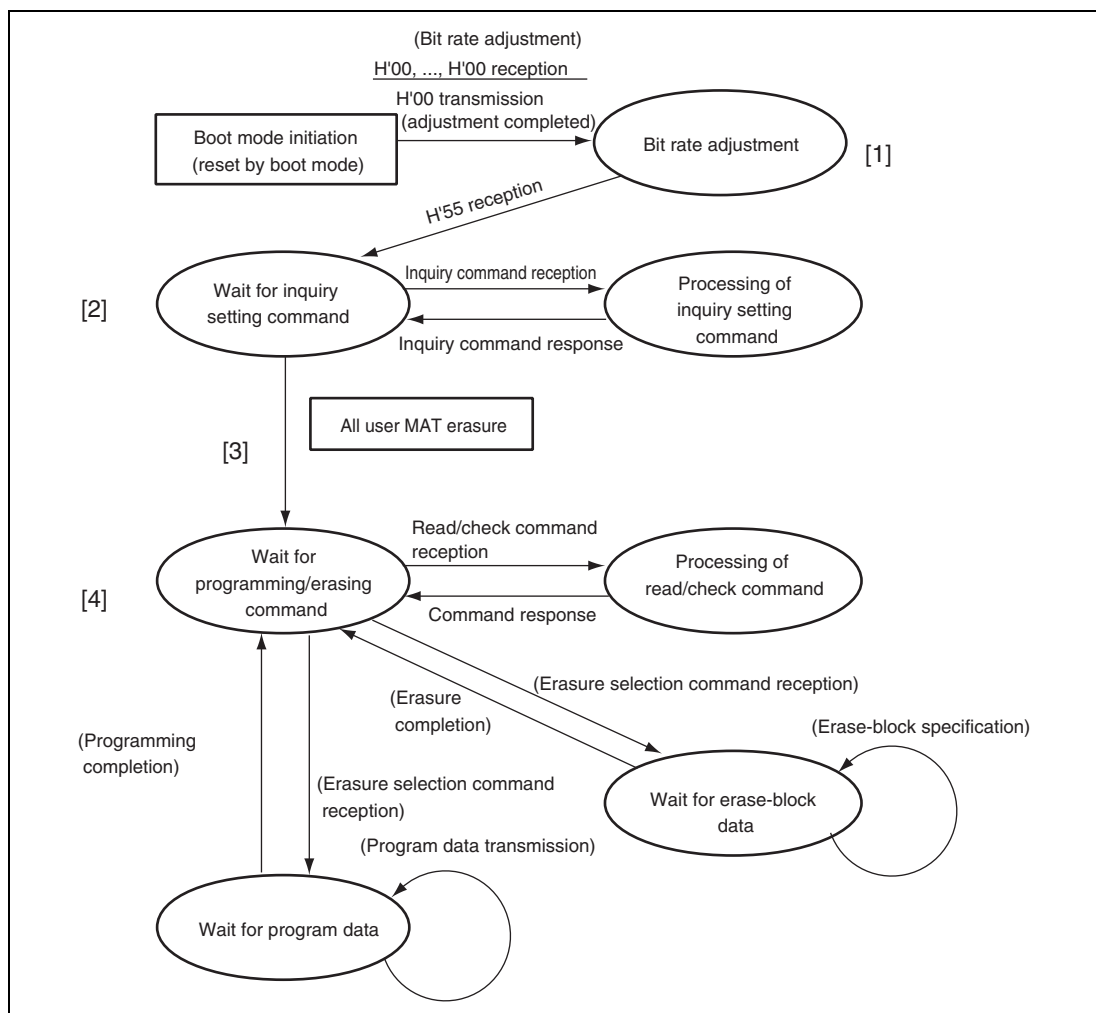 (Bit rate adjustment)
H'00, ..., H'00 reception
H'00 transmission
(adjustment completed)
Boot mode initiation
(reset by boot mode)
Bit rate adjustment
[1]
H'55 reception
[2]
Wait for inquiry
setting command
Inquiry command reception
Inquiry command response
Processing of
inquiry setting
command
[3]
All user MAT erasure
[4]
Wait for
programming/erasing
command
Read/check command
reception
Command response
Processing of
read/check command
(Erasure selection command reception)
(Erasure
completion)
(Erase-block specification)
(Programming
completion)
(Erasure selection command
reception)
Wait for erase-block
data
(Program data transmission)
Wait for program data